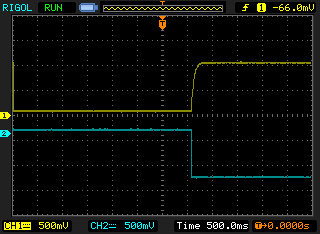 RIGOL RUN T 1 -66.0mV
T
1
2
CH1 500mV CH2 500mV Time 500.0ms T→0.0000s